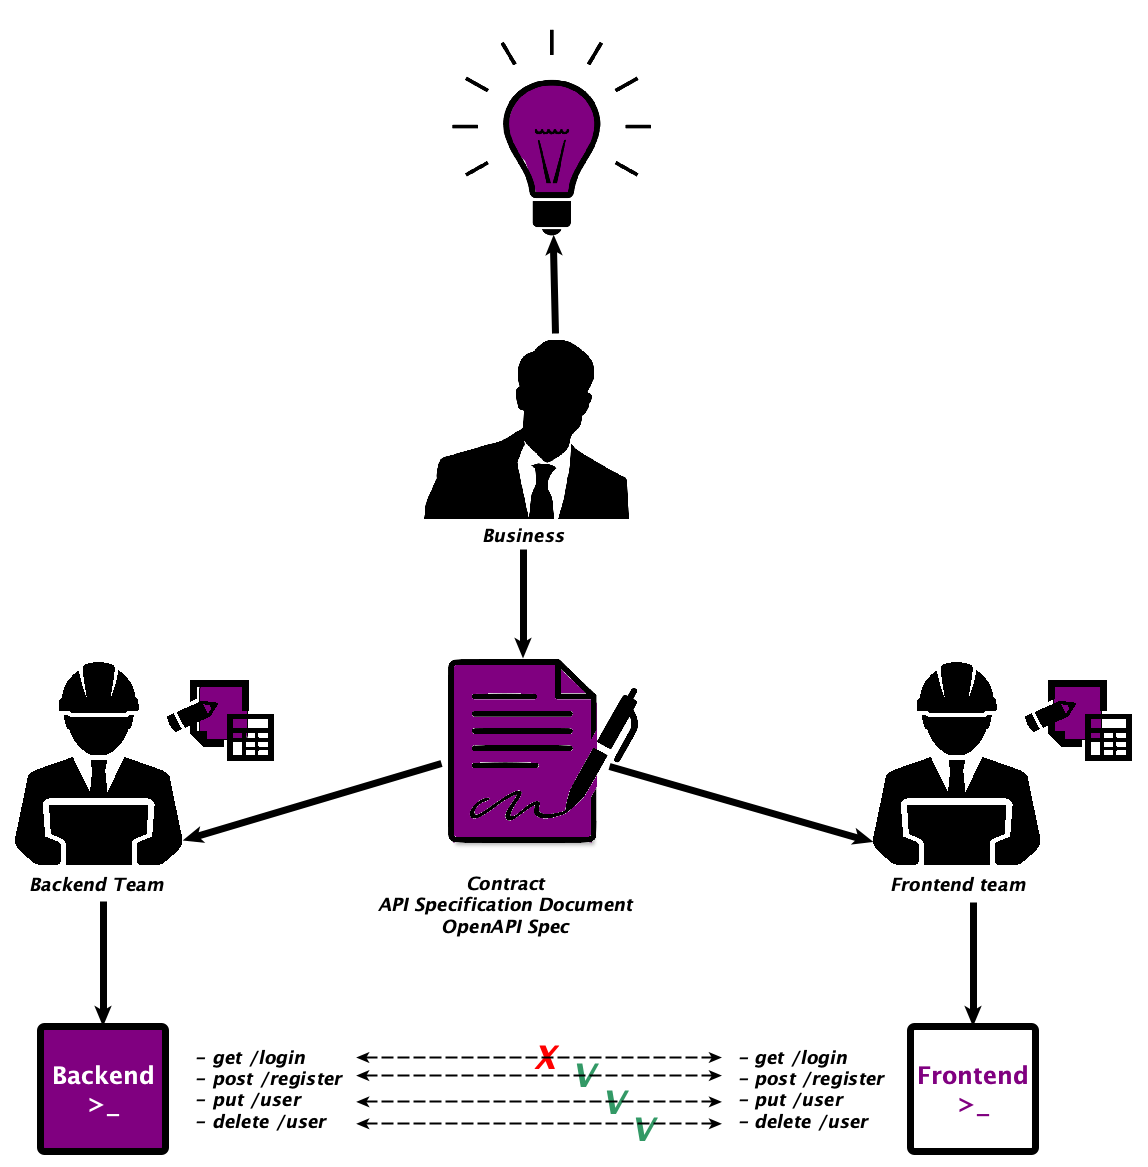 Business
Backend Team
Contract
API Specification Document
OpenAPI Spec
Frontend team
Backend
>_
- get /login
- post /register
- put /user
- delete /user
X
V
V
V
- get /login
- post /register
- put /user
- delete /user
Frontend
>_